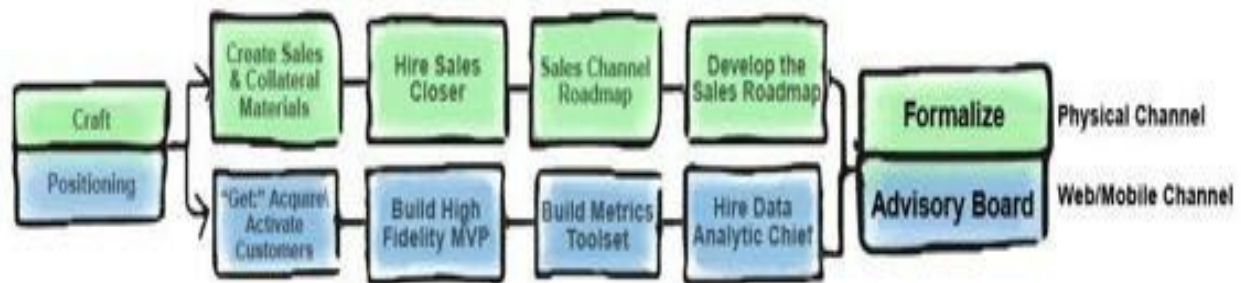 Craft
Positioning
Create Sales
& Collateral
Materials
Hire Sales
Closer
Sales Channel
Roadmap
Develop the
Sales Roadmap
"Get:" Acquire\
Activate
Customers
Build High
Fidelity MVP
Build Metrics
Toolset
Hire Data
Analytic Chief
Formalize
Advisory Board
Physical Channel
Web/Mobile Channel